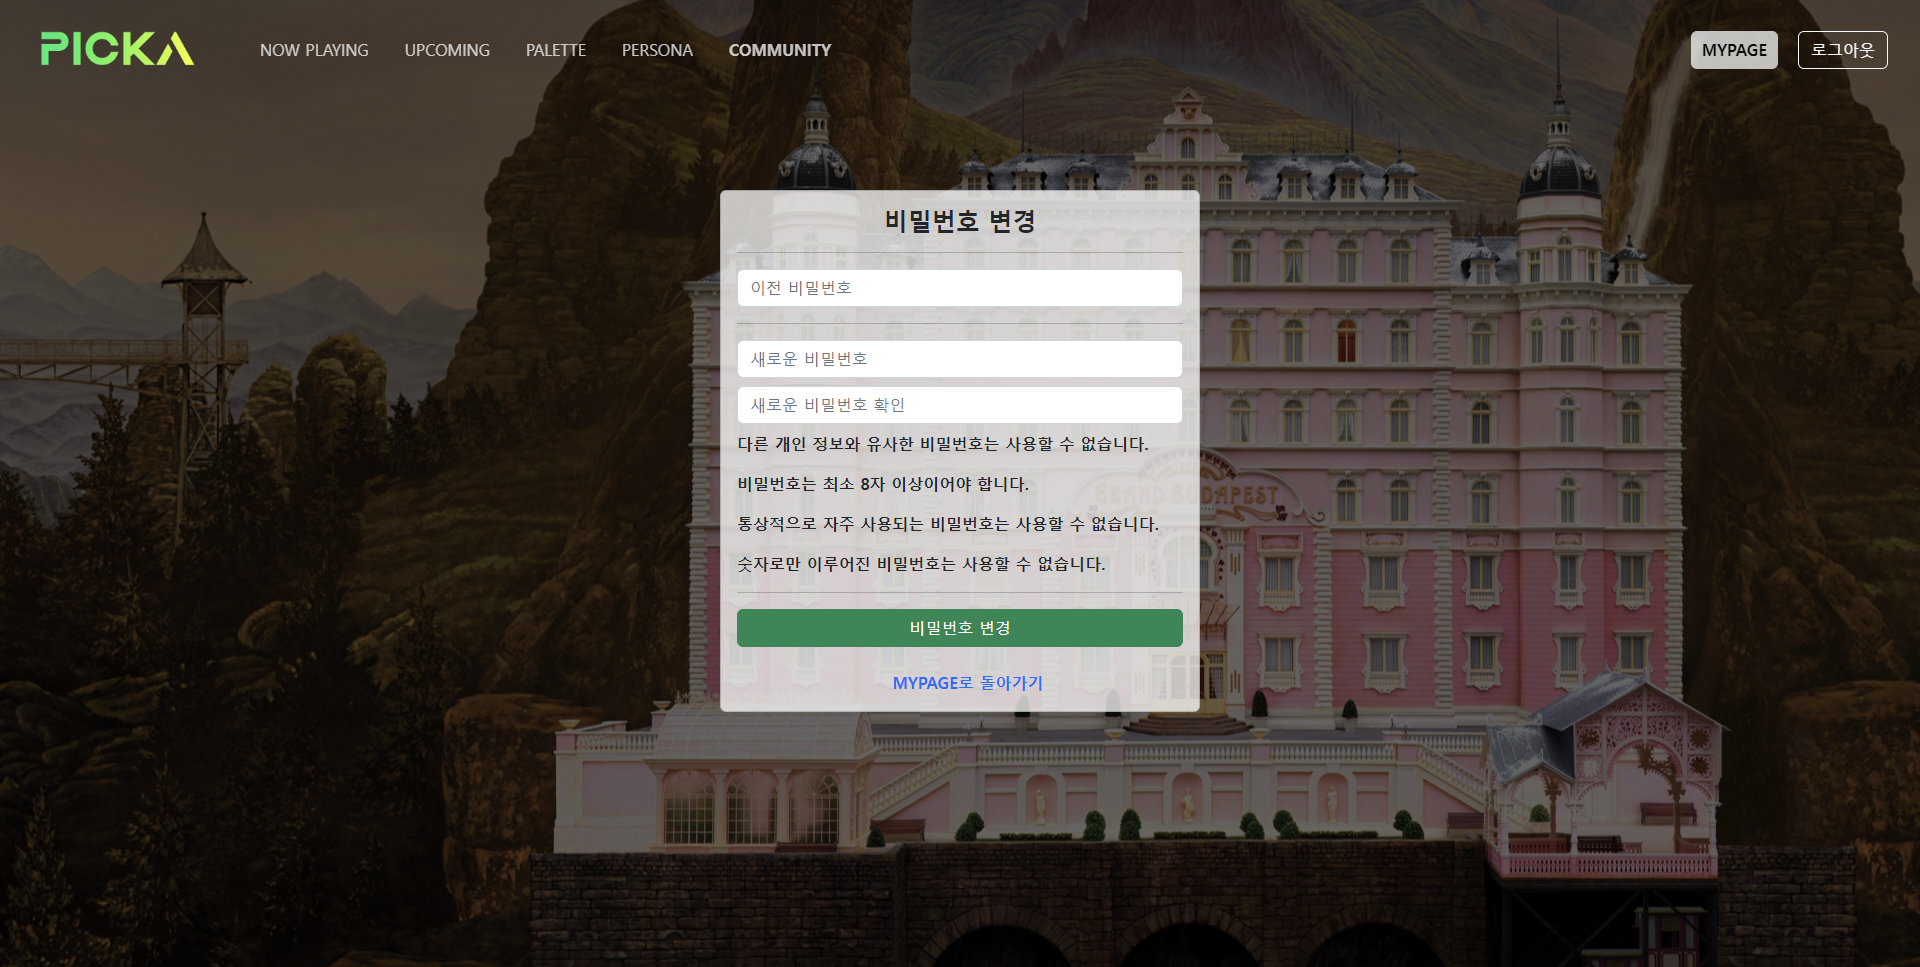 PICKA
NOW PLAYING
UPCOMING
PALETTE
PERSONA
COMMUNITY
MYPAGE
로그아웃
비밀번호 변경
이전 비밀번호
새로운 비밀번호
새로운 비밀번호 확인
다른 개인 정보와 유사한 비밀번호는 사용할 수 없습니다.
비밀번호는 최소 8자 이상이어야 합니다.
통상적으로 자주 사용되는 비밀번호는 사용할 수 없습니다.
숫자로만 이루어진 비밀번호는 사용할 수 없습니다.
비밀번호 변경
MYPAGE로 돌아가기
GRAND BUDAPEST